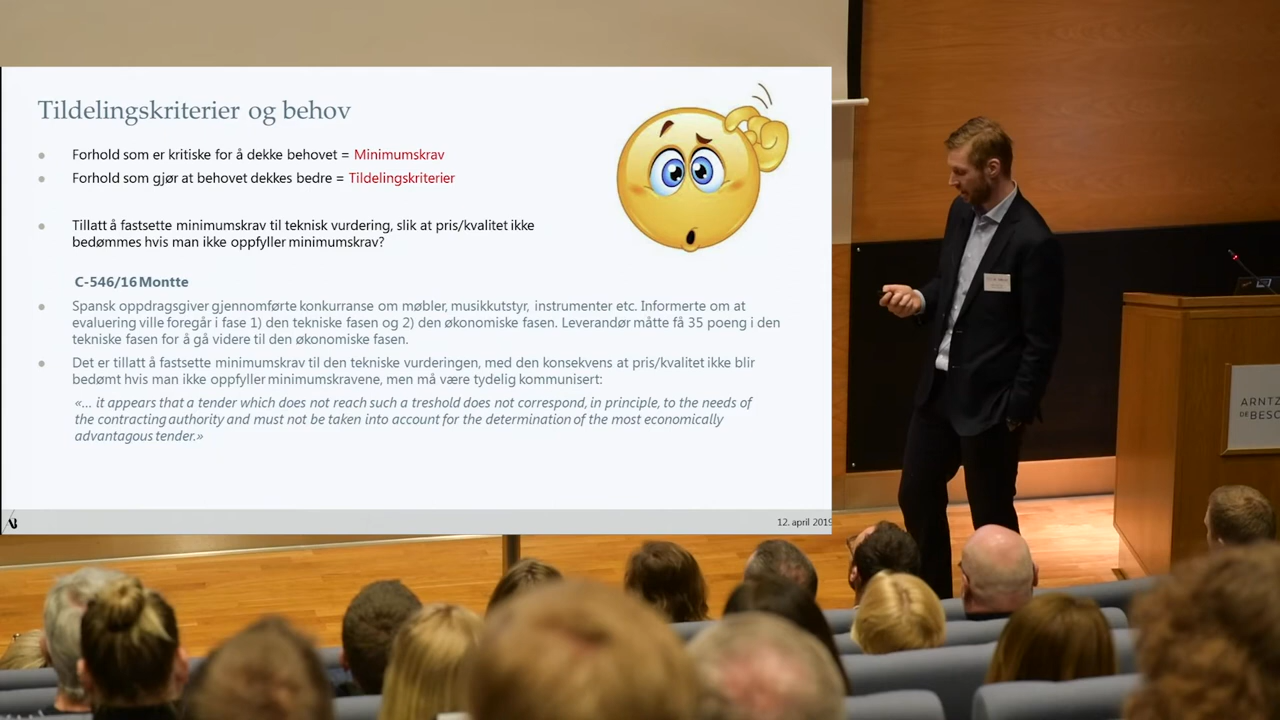 Tildelingskriterier og behov
Forhold som er kritiske for å dekke behovet = Minimumskrav
Forhold som gjør at behovet dekkes bedre = Tildelingskriterier
Tillatt å fastsette minimumskrav til teknisk vurdering, slik at pris/kvalitet ikke
bedømmes hvis man ikke oppfyller minimumskrav?
C-546/16 Montte
Spansk oppdragsgiver gjennomførte konkurranse om møbler, musikkutstyr, instrumenter etc. Informerte om at
evaluering ville foregår i fase 1) den tekniske fasen og 2) den økonomiske fasen. Leverandør måtte få 35 poeng i den
tekniske fasen for å gå videre til den økonomiske fasen.
Det er tillatt å fastsette minimumskrav til den tekniske vurderingen, med den konsekvens at pris/kvalitet ikke blir
bedømt hvis man ikke oppfyller minimumskravene, men må være tydelig kommunisert:
«... it appears that a tender which does not reach such a treshold does not correspond, in principle, to the needs of
the contracting authority and must not be taken into account for the determination of the most economically
advantagous tender.»
12. april 2019
ARNTZ
DE BESC